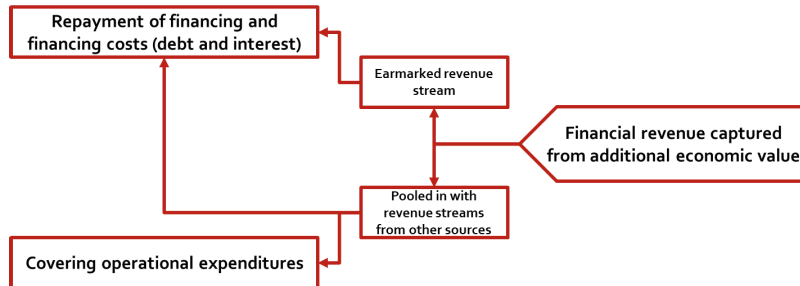 Repayment of financing and
financing costs (debt and interest)
Earmarked revenue
stream
Financial revenue captured
from additional economic value
Pooled in with
revenue streams
from other sources
Covering operational expenditures